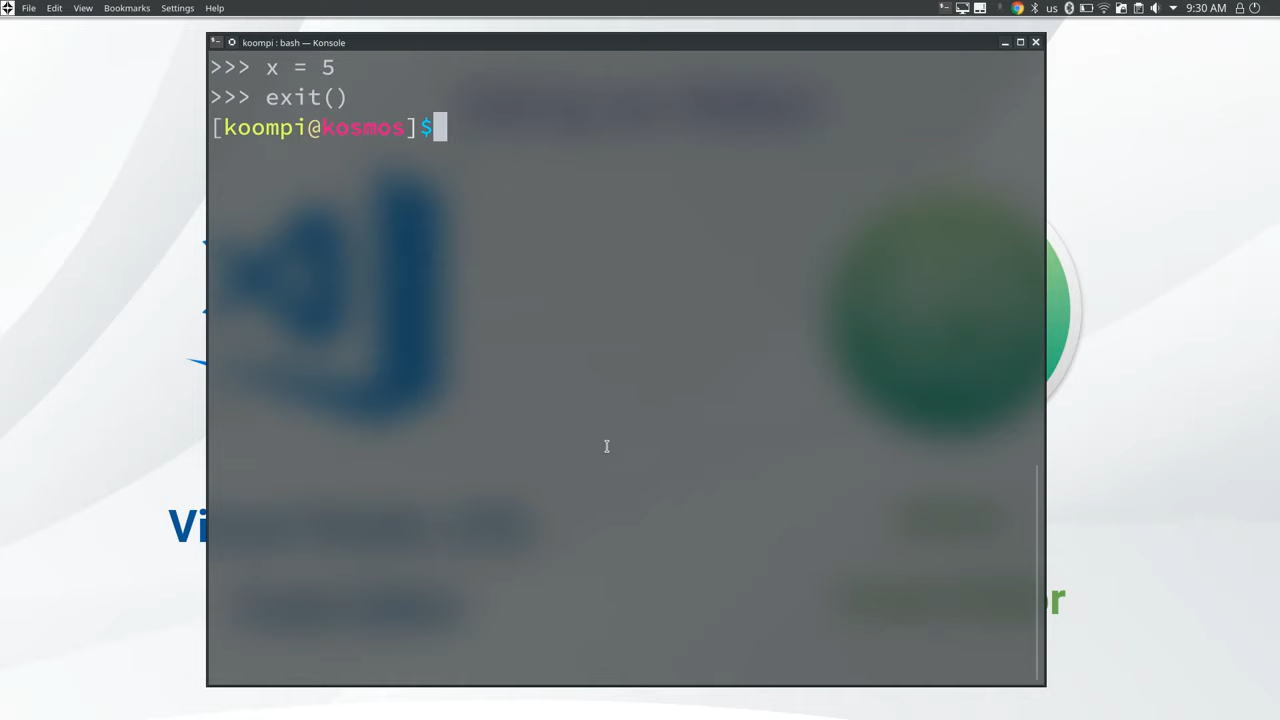 File Edit View Bookmarks Settings Help
us 9:30 AM
koompi : bash — Konsole
>>> x = 5
>>> exit()
[koompi@kosmos]$
Vi
r